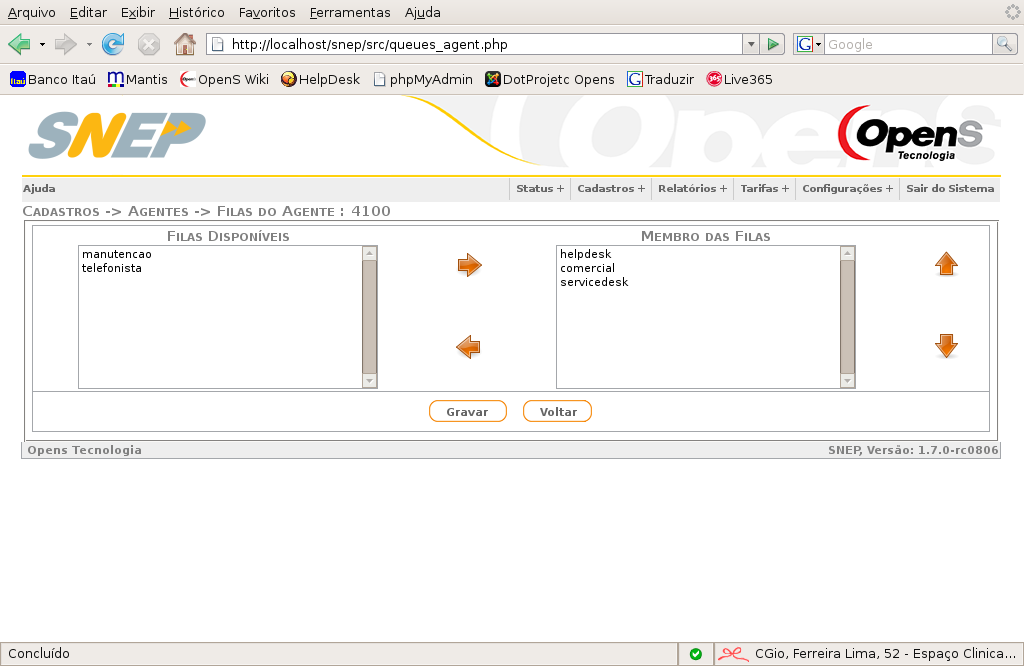 Arquivo Editar Exibir Histórico Favoritos Ferramentas Ajuda
http://localhost/snep/src/queues_agent.php
G Google
Itaú Banco Itaú Mantis OpenS Wiki HelpDesk phpMyAdmin DotProjetc Opens Traduzir Live365
SNEP OpenS
OpenS
Tecnologia
Ajuda Status + Cadastros + Relatórios + Tarifas + Configurações + Sair do Sistema
Cadastros -> Agentes -> Filas do Agente : 4100
Filas Disponíveis Membro das Filas
manutencao helpdesk
telefonista comercial
servicedesk
Gravar Voltar
Opens Tecnologia SNEP, Versão: 1.7.0-rc0806
Concluído CGio, Ferreira Lima, 52 - Espaço Clinica...